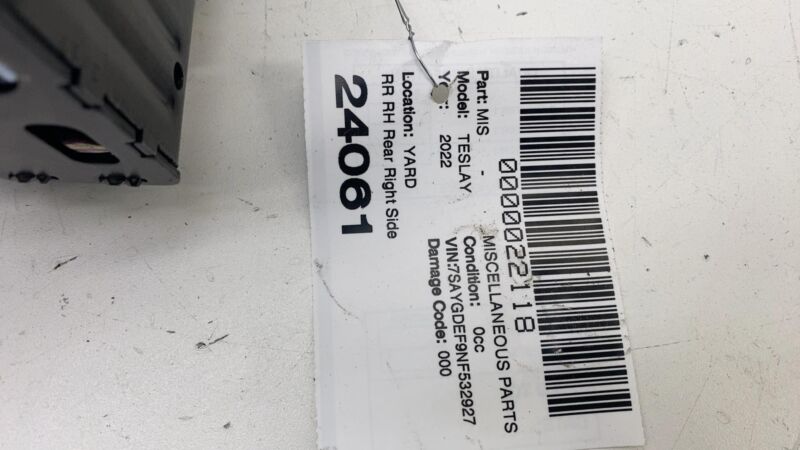 0000022118
Part: MIS - MISCELLANEOUS PARTS
Model: TESLAY Condition: 0cc
2022 VIN:7SAYGDEF9NF532927
Damage Code: 000
Location: YARD
RR RH Rear Right Side
24061